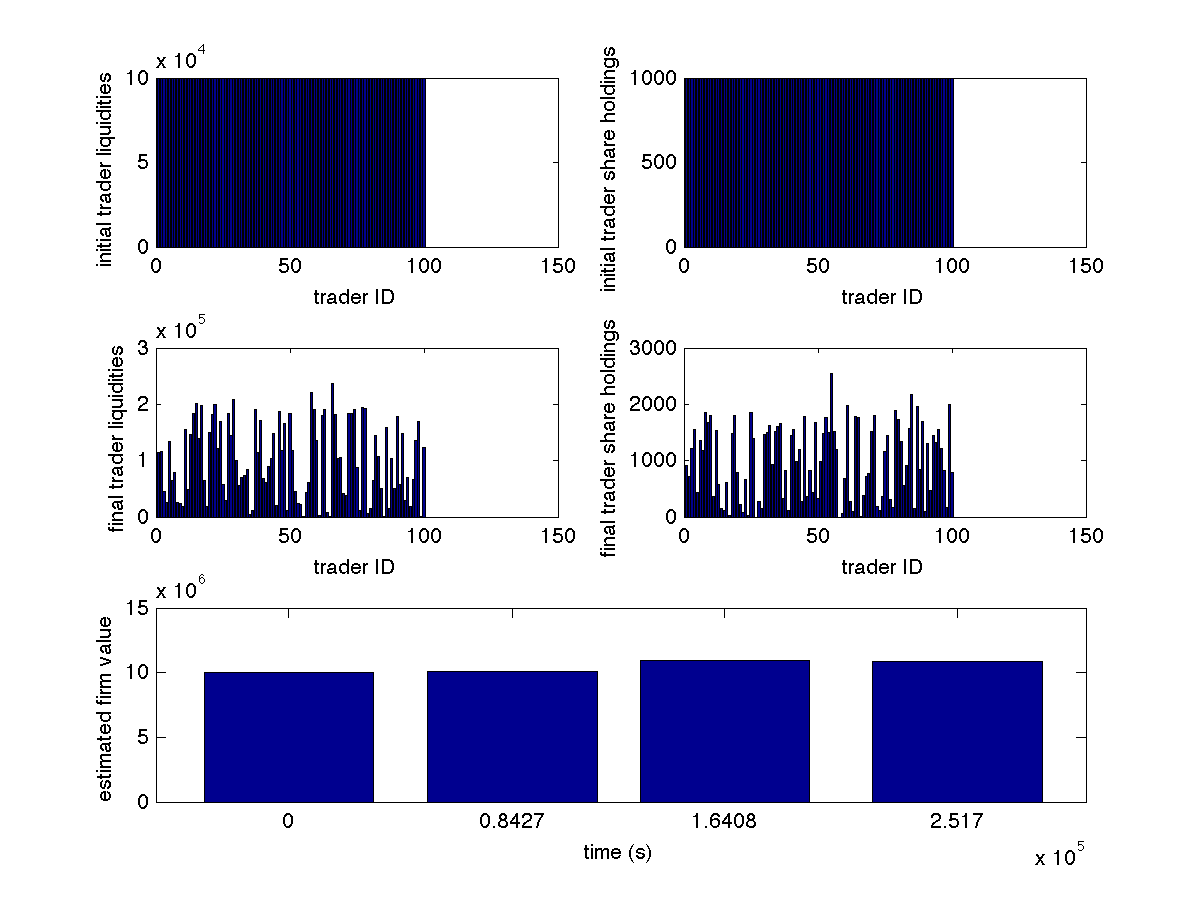 x 10^4
10
5
0
0 50 100 150
trader ID
initial trader liquidities
1000
500
0
0 50 100 150
trader ID
initial trader share holdings
x 10^5
3
2
1
0
0 50 100 150
trader ID
final trader liquidities
3000
2000
1000
0
0 50 100 150
trader ID
final trader share holdings
x 10^6
15
10
5
0
estimated firm value
0 0.8427 1.6408 2.517
time (s)
x 10^5